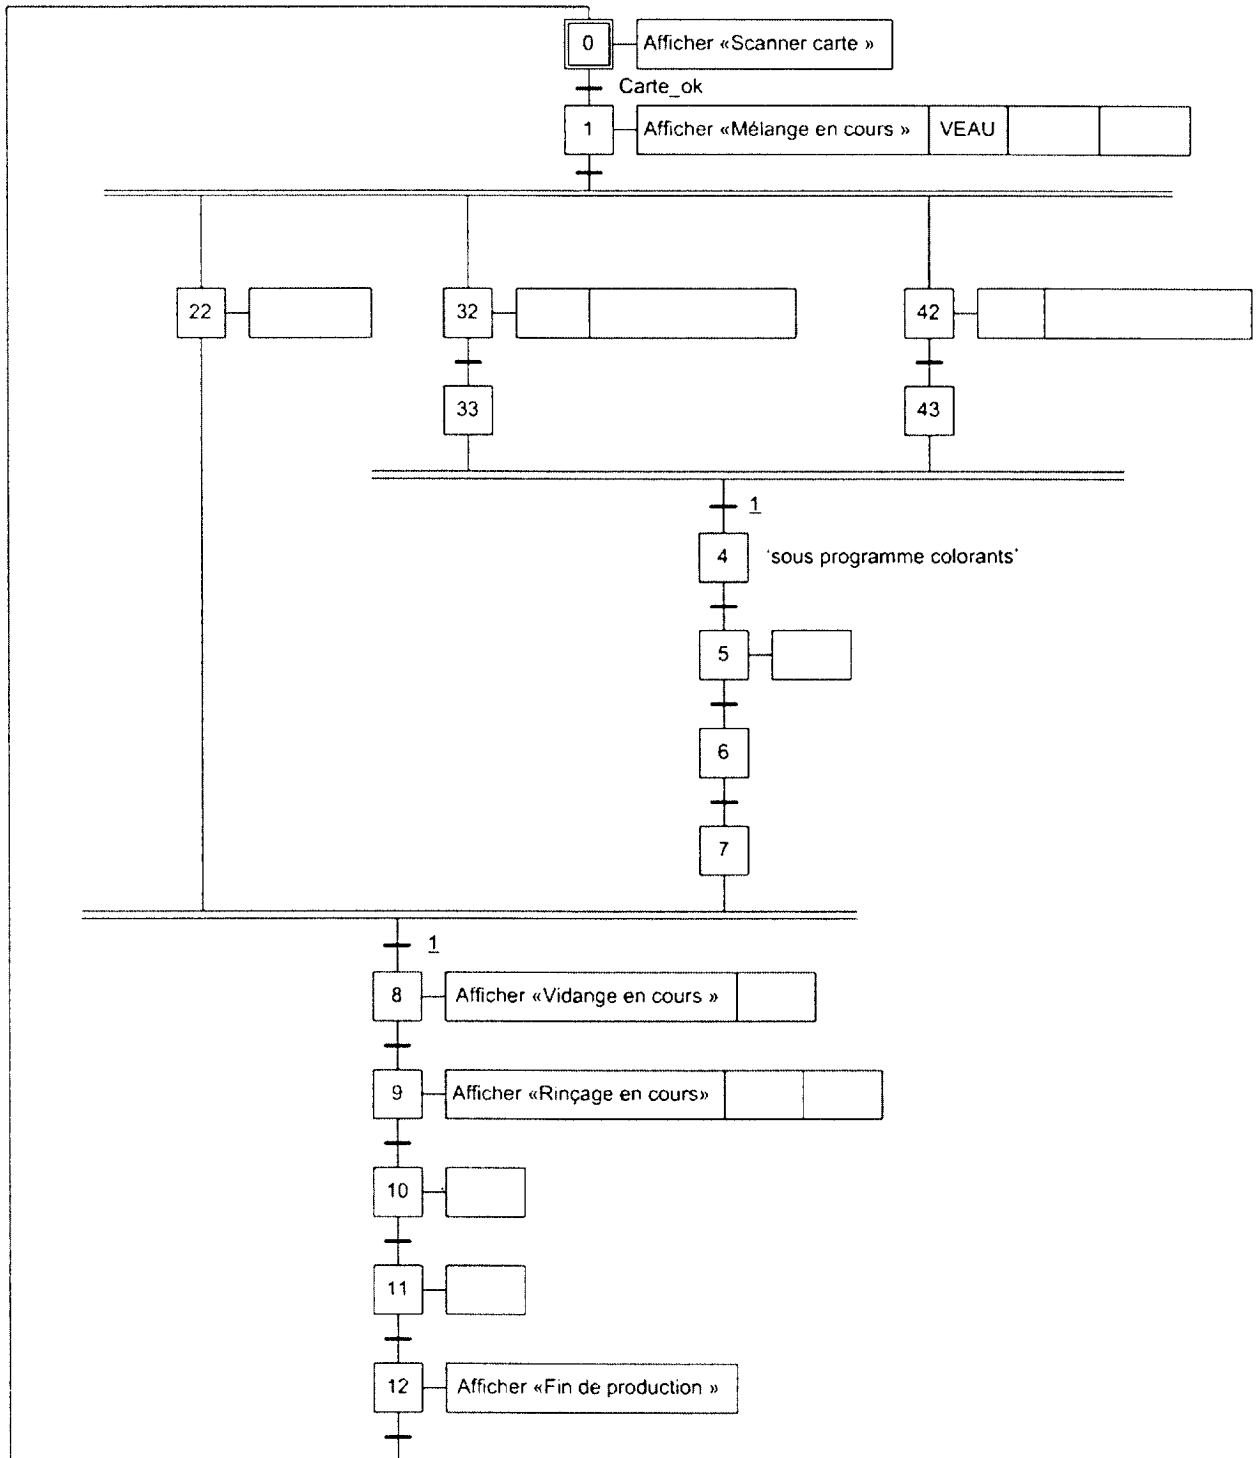 0 Afficher «Scanner carte »
Carte_ok
1 Afficher «Mélange en cours » VEAU
22 32 42
33 43
1
4 'sous programme colorants'
5
6
7
1
8 Afficher «Vidange en cours »
9 Afficher «Rinçage en cours»
10
11
12 Afficher «Fin de production »